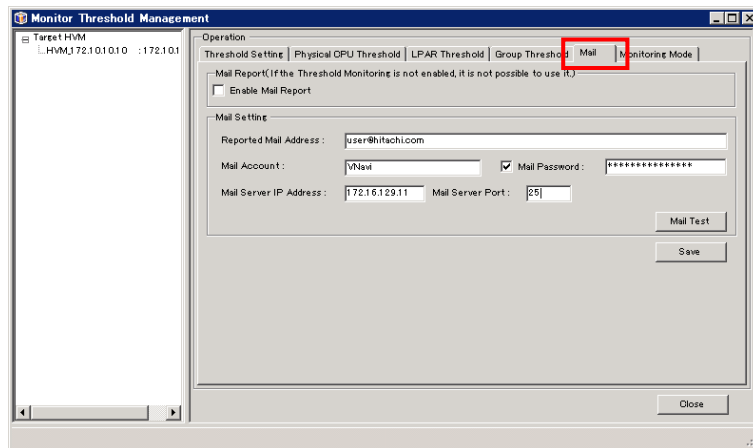 Monitor Threshold Management
Target HVM
HVM_172.10.10.10 :172.10.1
Operation
Threshold Setting Physical CPU Threshold LPAR Threshold Group Threshold Mail Monitoring Mode
Mail Report(If the Threshold Monitoring is not enabled, it is not possible to use it.)
Enable Mail Report
Mail Setting
Reported Mail Address : user@hitachi.com
Mail Account : VNavi Mail Password : ***************
Mail Server IP Address : 172.16.129.11 Mail Server Port : 25
Mail Test
Save
Close